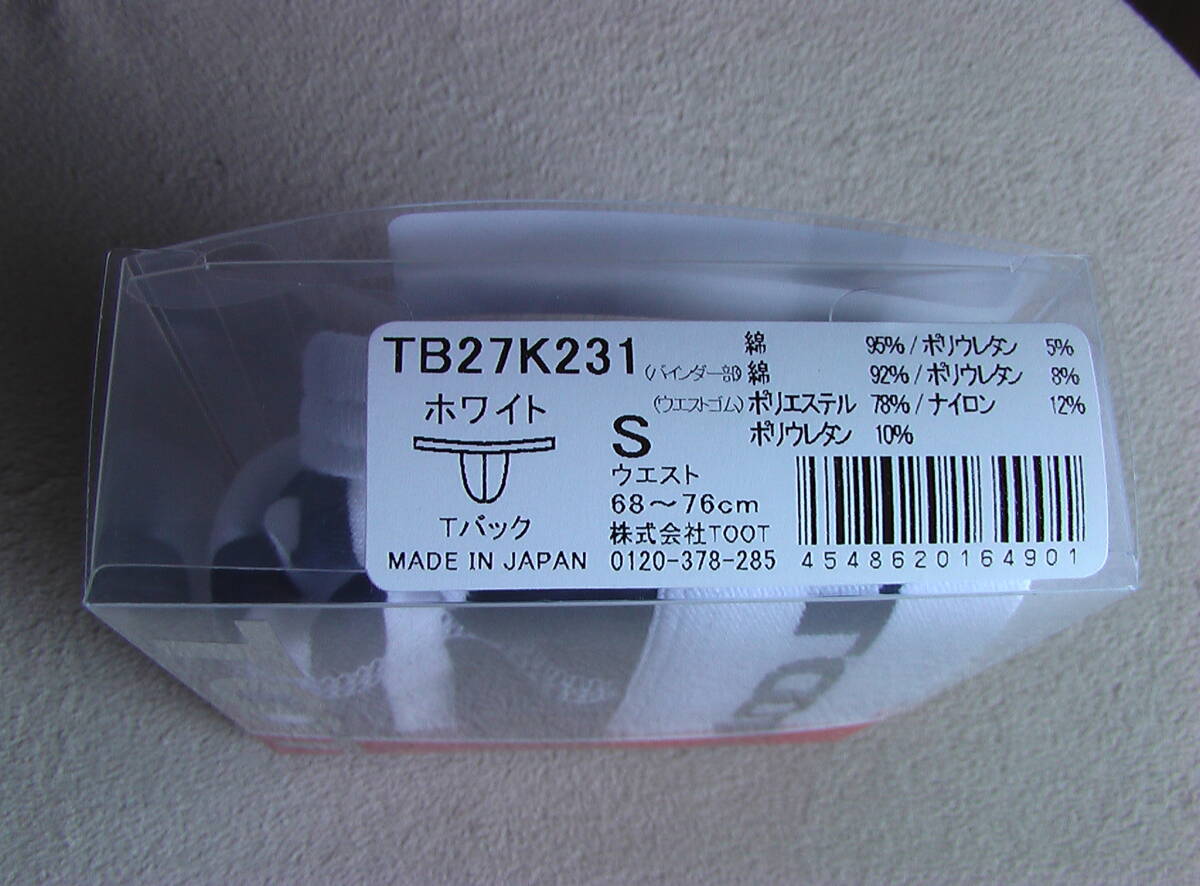 TB27K231
ホワイト
Tバック
MADE IN JAPAN
綿 95% / ポリウレタン 5%
(バインダー部) 綿 92% / ポリウレタン 8%
(ウエストゴム) ポリエステル 78% / ナイロン 12%
ポリウレタン 10%
S
ウエスト
68～76cm
株式会社TOOT
0120-378-285
4548620164901